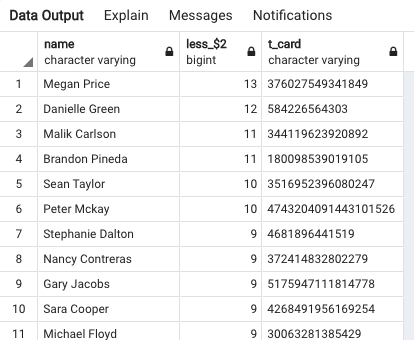 Data Output Explain Messages Notifications
name less_$2 t_card
character varying bigint character varying
1 Megan Price 13 376027549341849
2 Danielle Green 12 584226564303
3 Malik Carlson 11 344119623920892
4 Brandon Pineda 11 180098539019105
5 Sean Taylor 10 3516952396080247
6 Peter Mckay 10 4743204091443101526
7 Stephanie Dalton 9 4681896441519
8 Nancy Contreras 9 372414832802279
9 Gary Jacobs 9 5175947111814778
10 Sara Cooper 9 4268491956169254
11 Michael Floyd 9 30063281385429